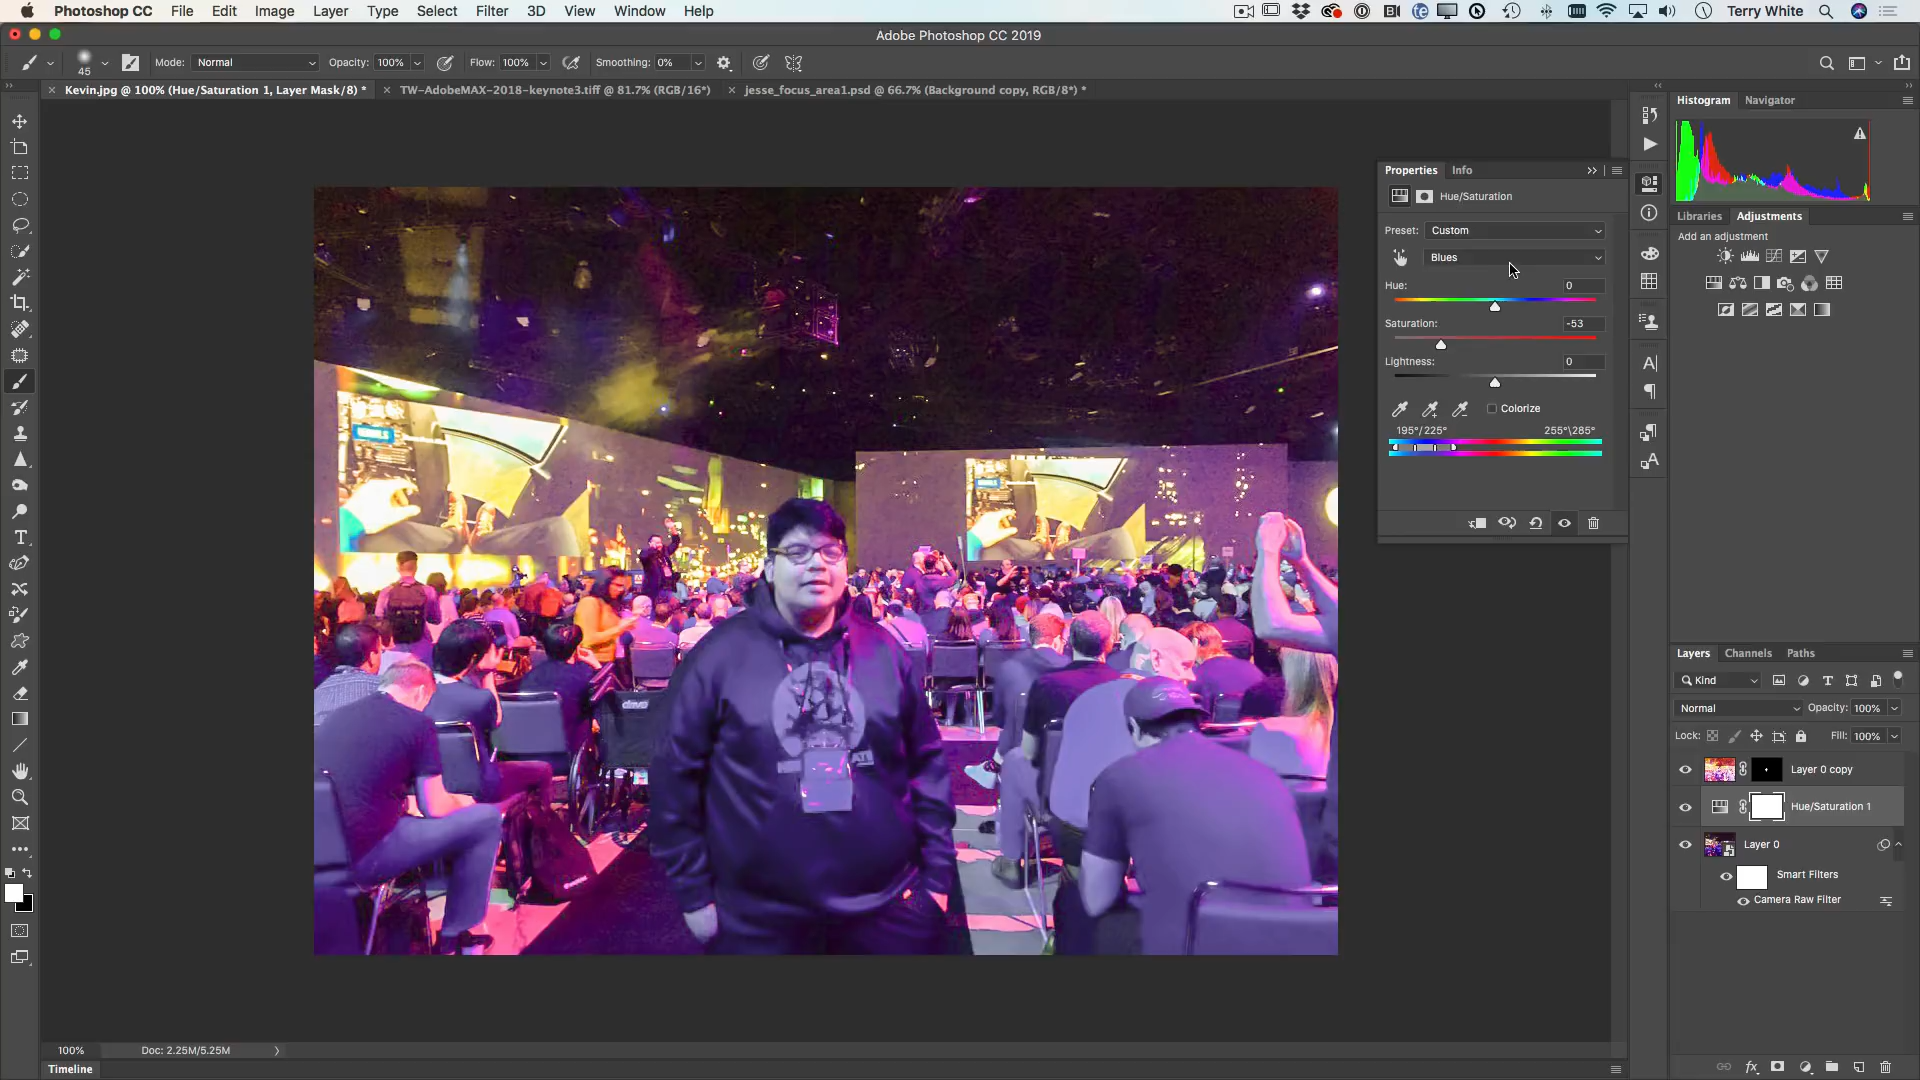 Photoshop CC File Edit Image Layer Type Select Filter 3D View Window Help
Terry White
Adobe Photoshop CC 2019
45 Mode: Normal Opacity: 100% Flow: 100% Smoothing: 0%
Kevin.jpg @ 100% (Hue/Saturation 1, Layer Mask/8) *
TW-AdobeMAX-2018-keynote3.tiff @ 81.7% (RGB/16*)
jesse_focus_area1.psd @ 66.7% (Background copy, RGB/8*) *
Histogram Navigator
Properties Info
Hue/Saturation
Preset: Custom
Blues
Hue: 0
Saturation: -53
Lightness: 0
Colorize
195°/225° 255°\285°
Libraries Adjustments
Add an adjustment
Layers Channels Paths
Kind
Normal Opacity: 100%
Lock: Fill: 100%
Layer 0 copy
Hue/Saturation 1
Layer 0
Smart Filters
Camera Raw Filter
100% Doc: 2.25M/5.25M
Timeline